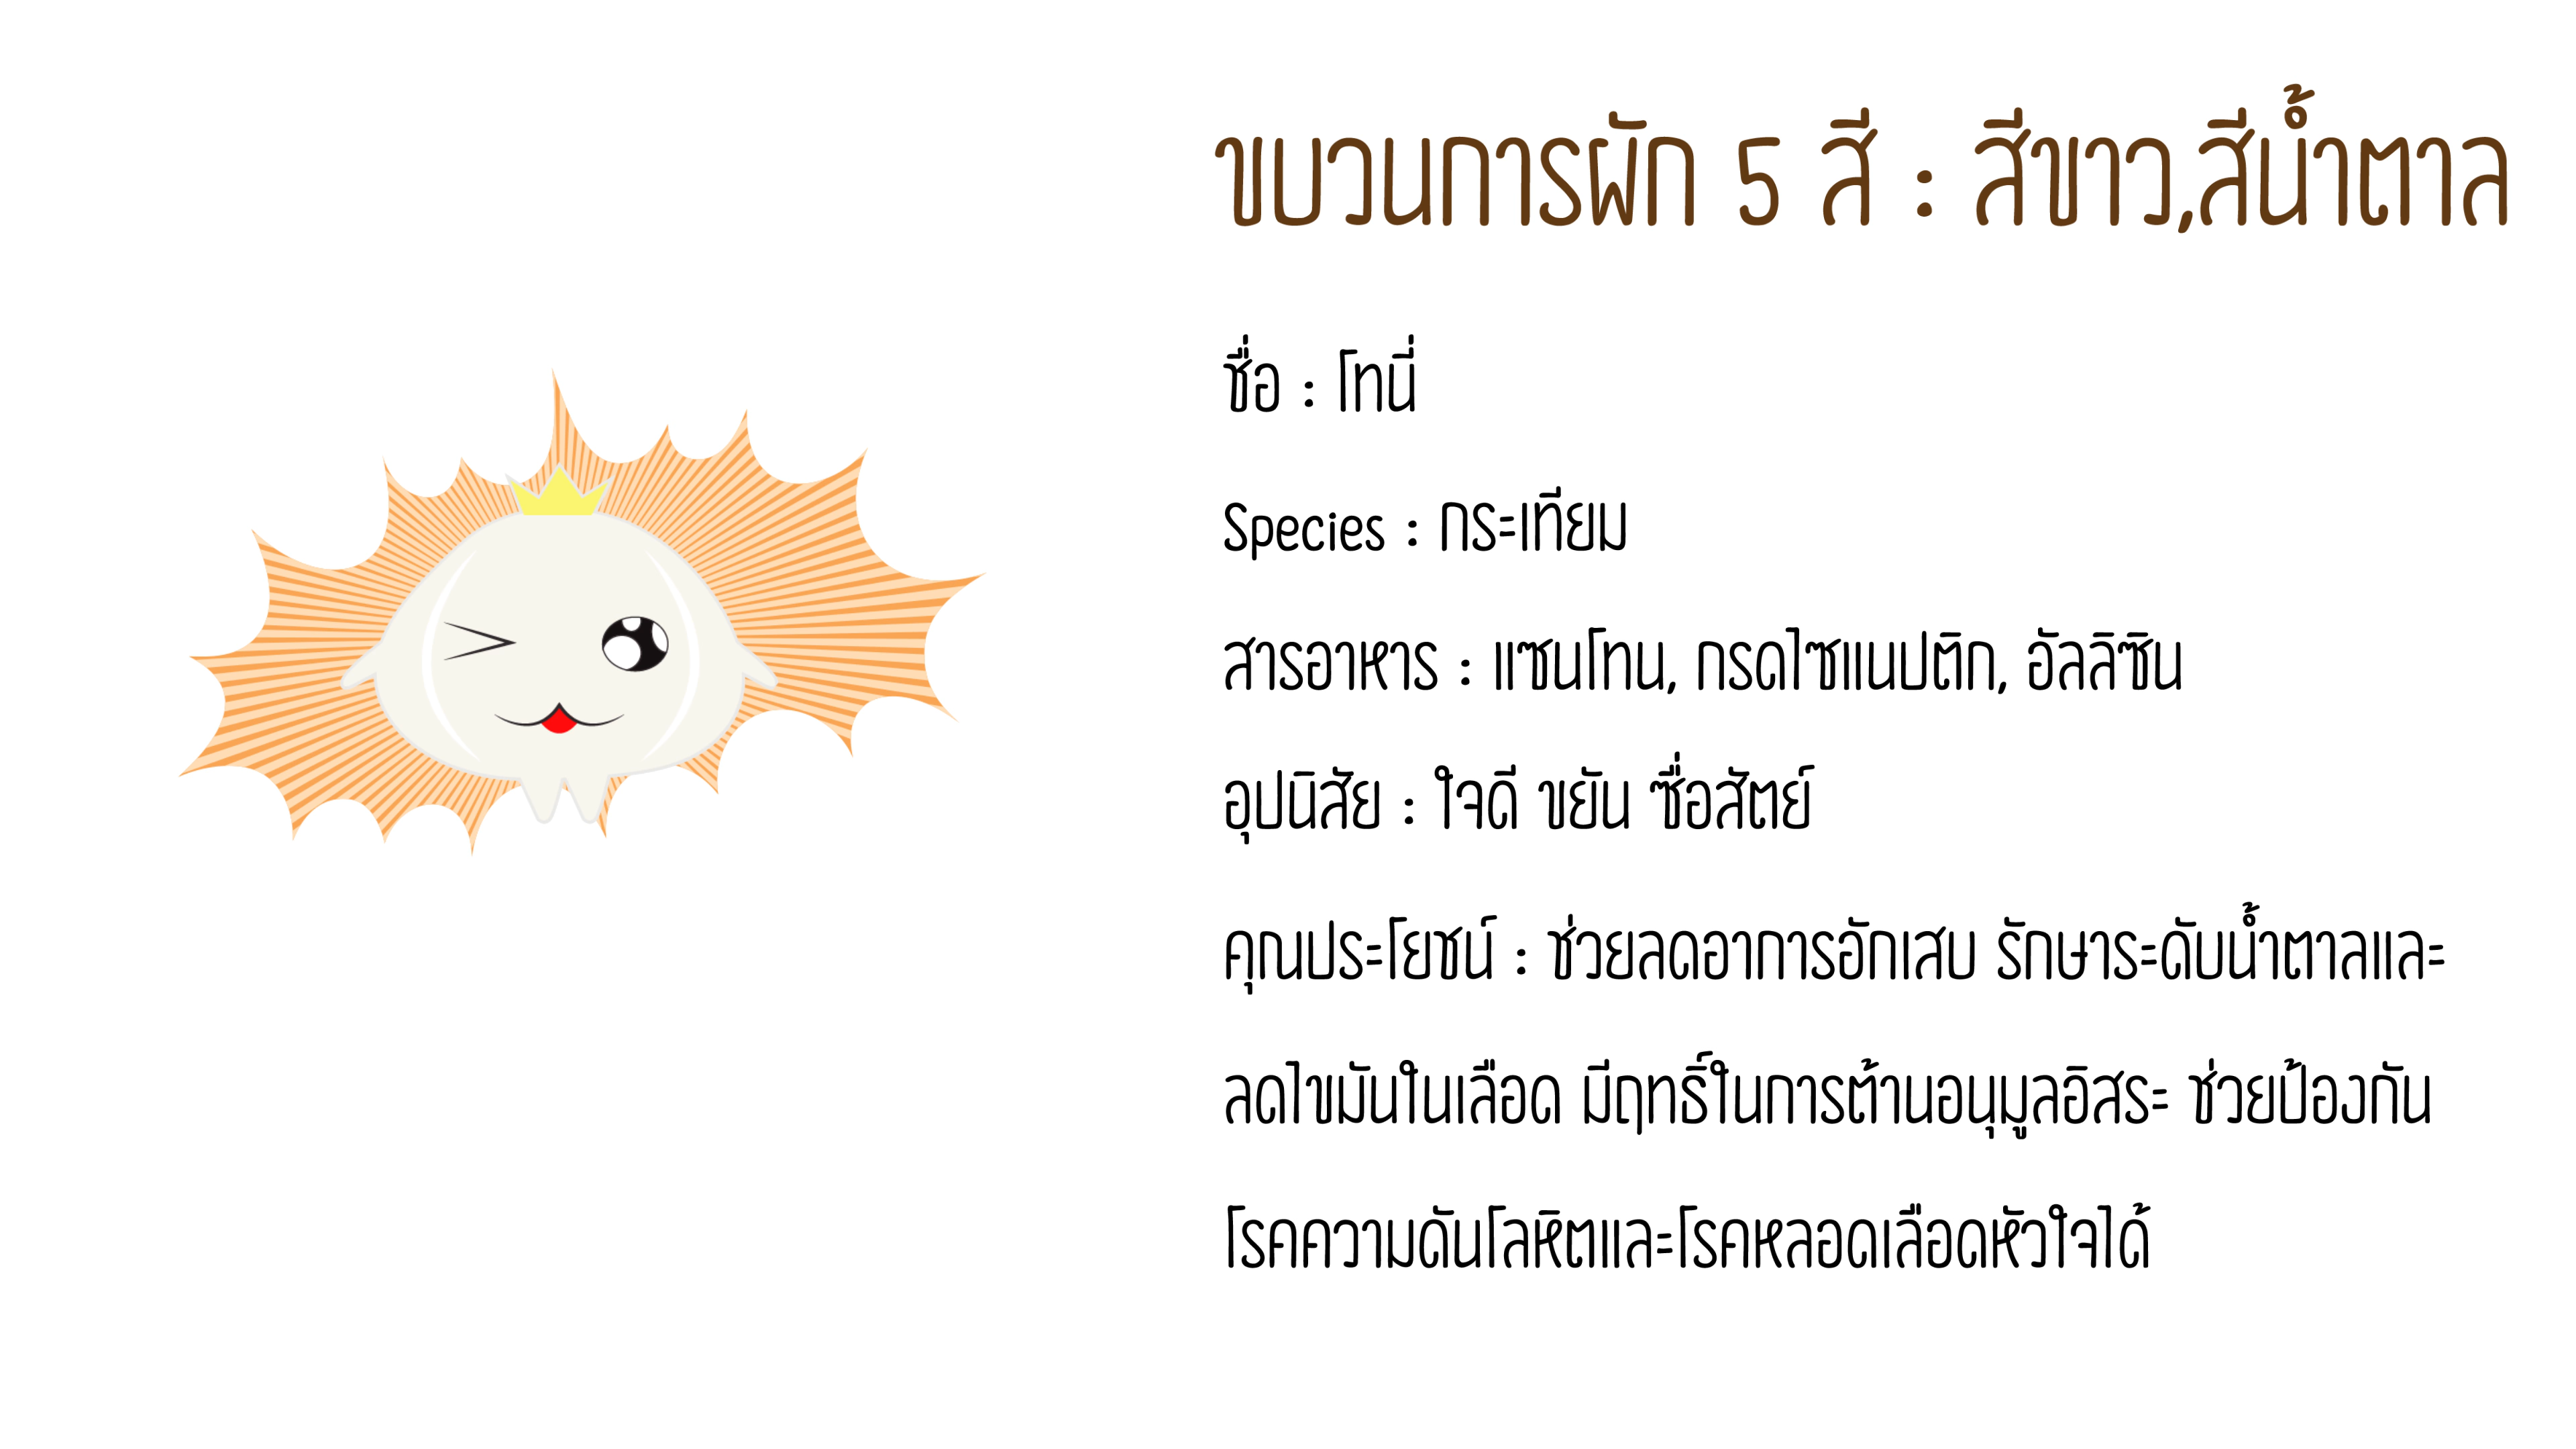 ขบวนการผัก 5 สี : สีขาว,สีน้ำตาล
ชื่อ : โทนี่
Species : กระเทียม
สารอาหาร : แซนโทน, กรดไซแนปติก, อัลลิซิน
อุปนิสัย : ใจดี ขยัน ซื่อสัตย์
คุณประโยชน์ : ช่วยลดอาการอักเสบ รักษาระดับน้ำตาลและ
ลดไขมันในเลือด มีฤทธิ์ในการต้านอนุมูลอิสระ ช่วยป้องกัน
โรคความดันโลหิตและโรคหลอดเลือดหัวใจได้